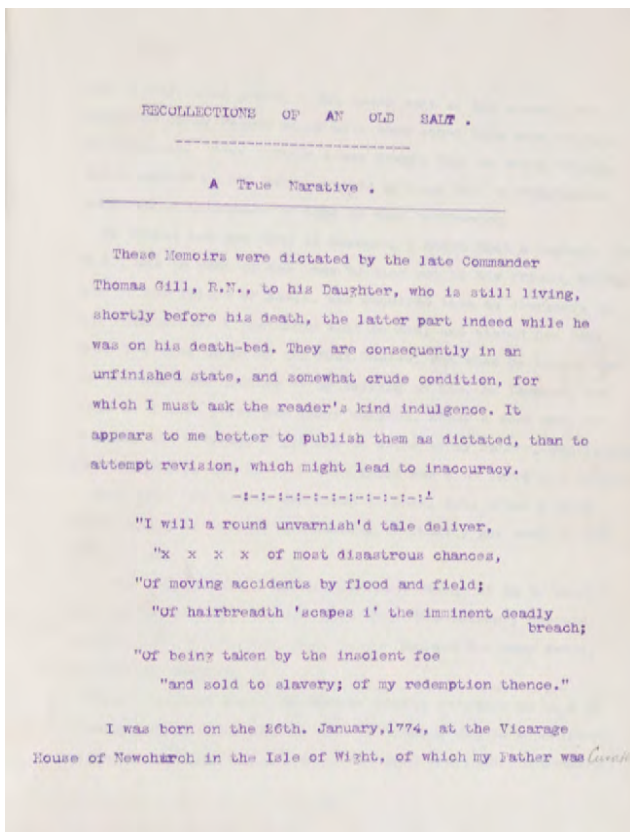 RECOLLECTIONS OF AN OLD SALT.
----------------------------
A True Narative.
These Memoirs were dictated by the late Commander
Thomas Gill, R.N., to his Daughter, who is still living,
shortly before his death, the latter part indeed while he
was on his death-bed. They are consequently in an
unfinished state, and somewhat crude condition, for
which I must ask the reader's kind indulgence. It
appears to me better to publish them as dictated, than to
attempt revision, which might lead to inaccuracy.
-:-:-:-:-:-:-:-:-:-:-:-
"I will a round unvarnish'd tale deliver,
"x x x x of most disastrous chances,
"Of moving accidents by flood and field;
"Of hairbreadth 'scapes i' the imminent deadly
breach;
"Of being taken by the insolent foe
"and sold to slavery; of my redemption thence."
I was born on the 26th. January,1774, at the Vicarage
House of Newchurch in the Isle of Wight, of which my Father was